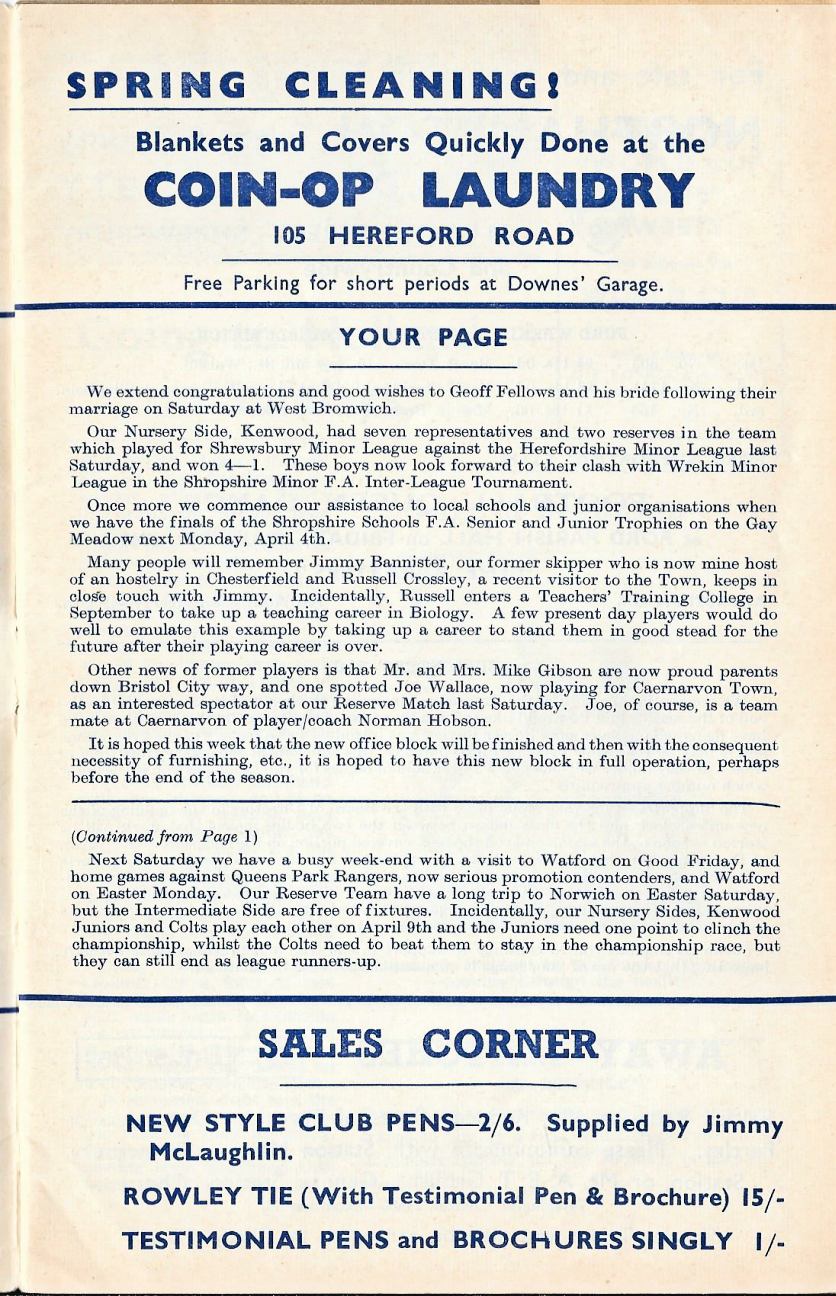 SPRING CLEANING!
Blankets and Covers Quickly Done at the
COIN-OP LAUNDRY
105 HEREFORD ROAD
Free Parking for short periods at Downes' Garage.
YOUR PAGE
We extend congratulations and good wishes to Geoff Fellows and his bride following their
marriage on Saturday at West Bromwich.
Our Nursery Side, Kenwood, had seven representatives and two reserves in the team
which played for Shrewsbury Minor League against the Herefordshire Minor League last
Saturday, and won 4—1. These boys now look forward to their clash with Wrekin Minor
League in the Shropshire Minor F.A. Inter-League Tournament.
Once more we commence our assistance to local schools and junior organisations when
we have the finals of the Shropshire Schools F.A. Senior and Junior Trophies on the Gay
Meadow next Monday, April 4th.
Many people will remember Jimmy Bannister, our former skipper who is now mine host
of an hostelry in Chesterfield and Russell Crossley, a recent visitor to the Town, keeps in
close touch with Jimmy. Incidentally, Russell enters a Teachers' Training College in
September to take up a teaching career in Biology. A few present day players would do
well to emulate this example by taking up a career to stand them in good stead for the
future after their playing career is over.
Other news of former players is that Mr. and Mrs. Mike Gibson are now proud parents
down Bristol City way, and one spotted Joe Wallace, now playing for Caernarvon Town,
as an interested spectator at our Reserve Match last Saturday. Joe, of course, is a team
mate at Caernarvon of player/coach Norman Hobson.
It is hoped this week that the new office block will be finished and then with the consequent
necessity of furnishing, etc., it is hoped to have this new block in full operation, perhaps
before the end of the season.
(Continued from Page 1)
Next Saturday we have a busy week-end with a visit to Watford on Good Friday, and
home games against Queens Park Rangers, now serious promotion contenders, and Watford
on Easter Monday. Our Reserve Team have a long trip to Norwich on Easter Saturday,
but the Intermediate Side are free of fixtures. Incidentally, our Nursery Sides, Kenwood
Juniors and Colts play each other on April 9th and the Juniors need one point to clinch the
championship, whilst the Colts need to beat them to stay in the championship race, but
they can still end as league runners-up.
SALES CORNER
NEW STYLE CLUB PENS—2/6. Supplied by Jimmy
McLaughlin.
ROWLEY TIE (With Testimonial Pen & Brochure) 15/-
TESTIMONIAL PENS and BROCHURES SINGLY 1/-